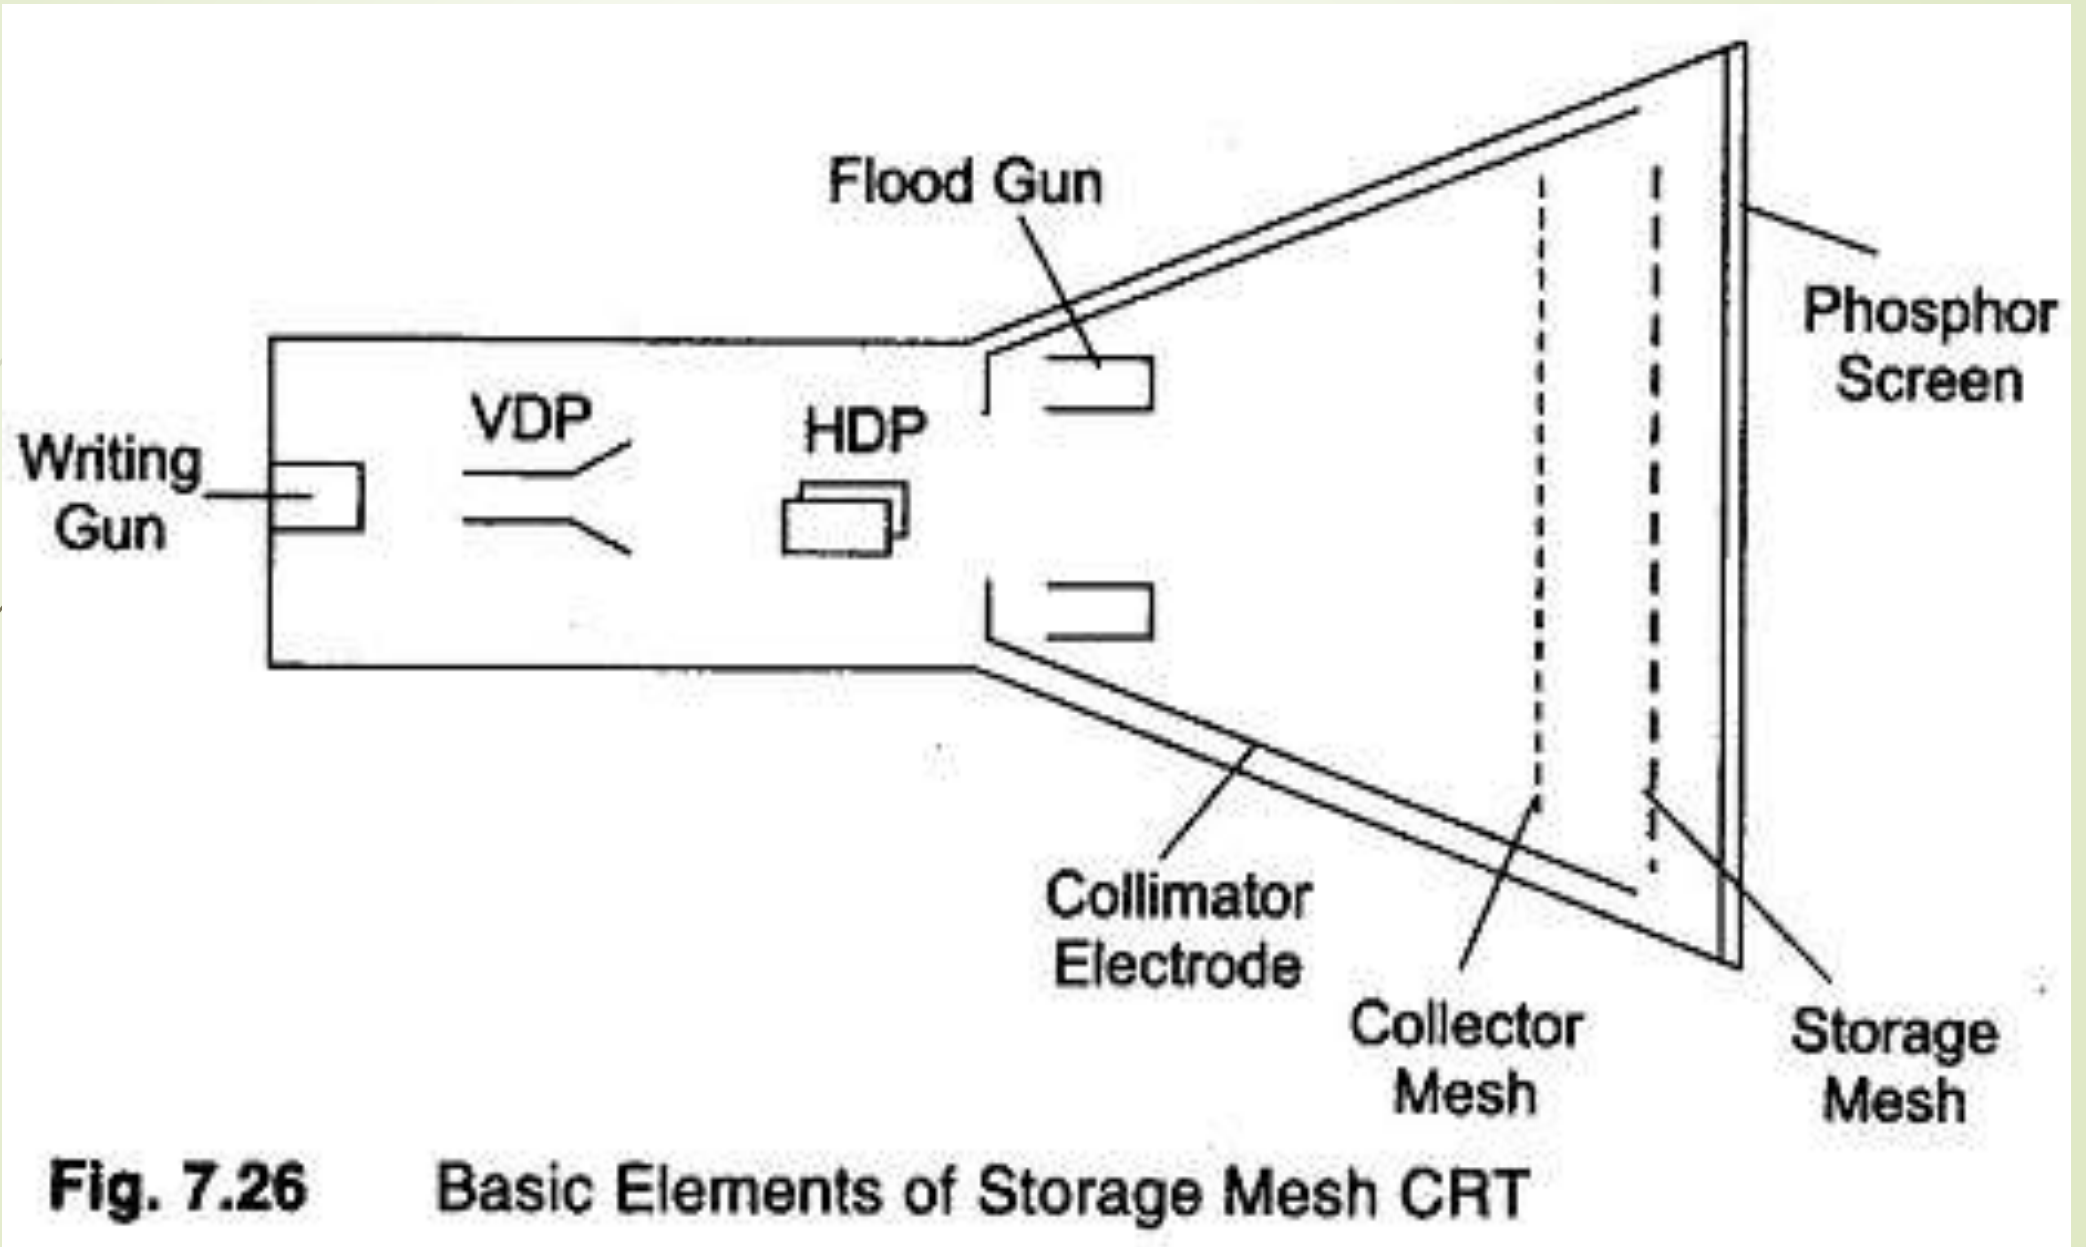 Flood Gun
Phosphor
Screen
VDP
HDP
Writing
Gun
Collimator
Electrode
Collector
Mesh
Storage
Mesh
Fig. 7.26 Basic Elements of Storage Mesh CRT